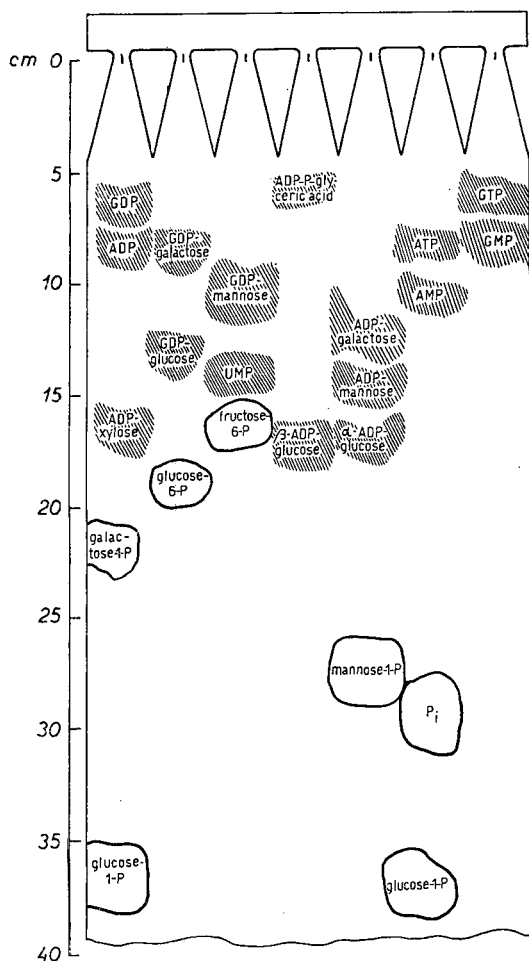 cm 0
5
10
15
20
25
30
35
40
GDP
ADP
GDP-
galactose
ADP-P-gly
ceric acid
GTP
ATP
GMP
GDP-
mannose
AMP
GDP-
glucose
ADP-
galactose
UMP
ADP-
mannose
ADP-
xylose
fructose-
6-P
β-ADP-
glucose
α-ADP-
glucose
glucose-
6-P
galac-
tose-1-P
mannose-1-P
Pi
glucose-
1-P
glucose-1-P